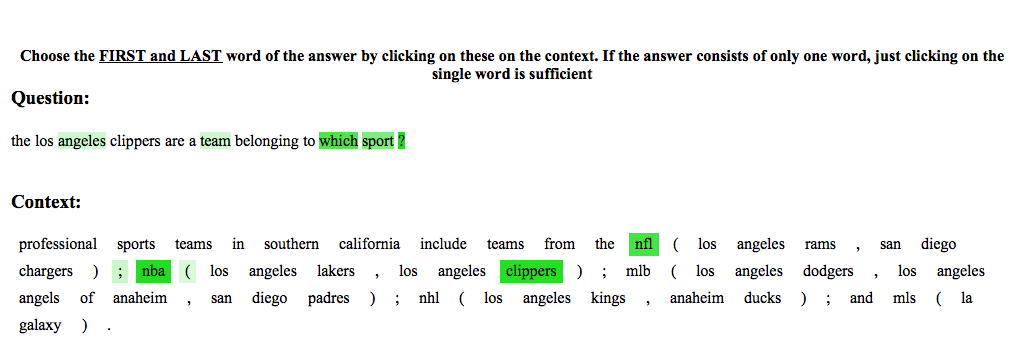 Choose the FIRST and LAST word of the answer by clicking on these on the context. If the answer consists of only one word, just clicking on the
single word is sufficient
Question:
the los angeles clippers are a team belonging to which sport ?
Context:
professional sports teams in southern california include teams from the nfl ( los angeles rams , san diego
chargers ) ; nba ( los angeles lakers , los angeles clippers ) ; mlb ( los angeles dodgers , los angeles
angels of anaheim , san diego padres ) ; nhl ( los angeles kings , anaheim ducks ) ; and mls ( la
galaxy ) .